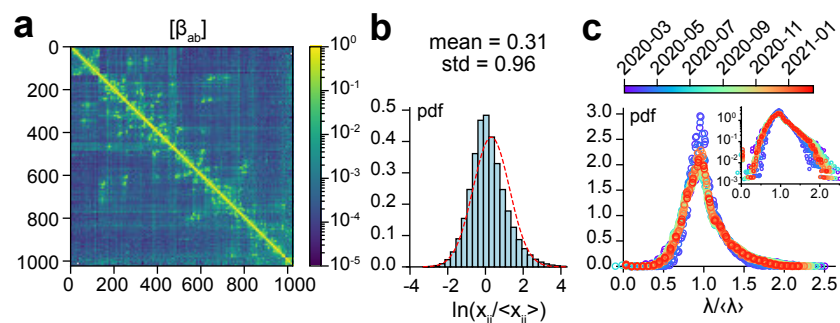 a
[β_ab]
0
200
400
600
800
1000
0 200 400 600 800 1000
10^0
10^-1
10^-2
10^-3
10^-4
10^-5
b
mean = 0.31
std = 0.96
pdf
0.5
0.4
0.3
0.2
0.1
0.0
−4 −2 0 2 4
ln(x_ij/<x_ij>)
c
2020-03
2020-05
2020-07
2020-09
2020-11
2021-01
pdf
3.0
2.5
2.0
1.5
1.0
0.5
0.0
0.0 0.5 1.0 1.5 2.0 2.5
λ/‹λ›
10^0
10^-1
10^-2
10^-3
0.0 1.0 2.0